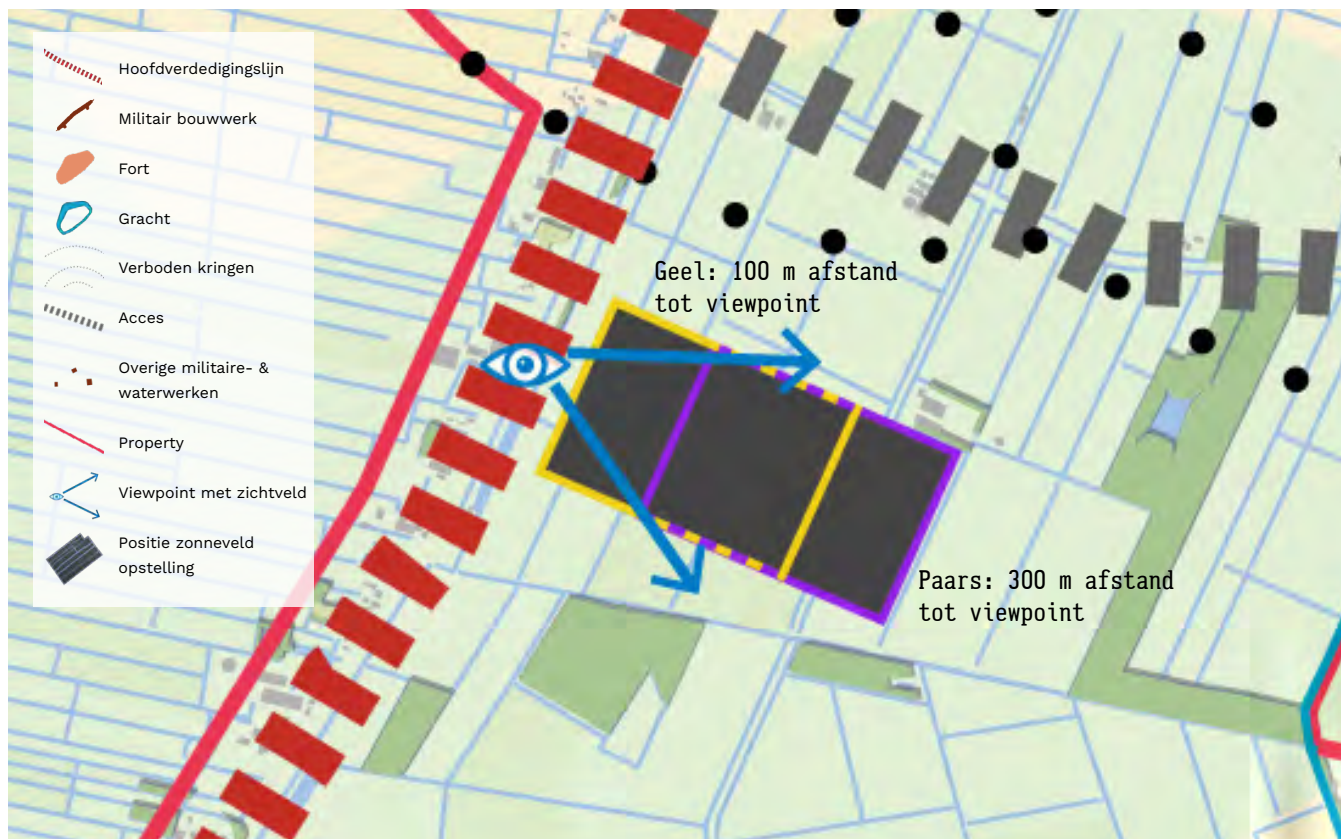 Hoofdverdedigingslijn
Militair bouwwerk
Fort
Gracht
Verboden kringen
Acces
Overige militaire- &
waterwerken
Property
Viewpoint met zichtveld
Positie zonneveld
opstelling
Geel: 100 m afstand
tot viewpoint
Paars: 300 m afstand
tot viewpoint